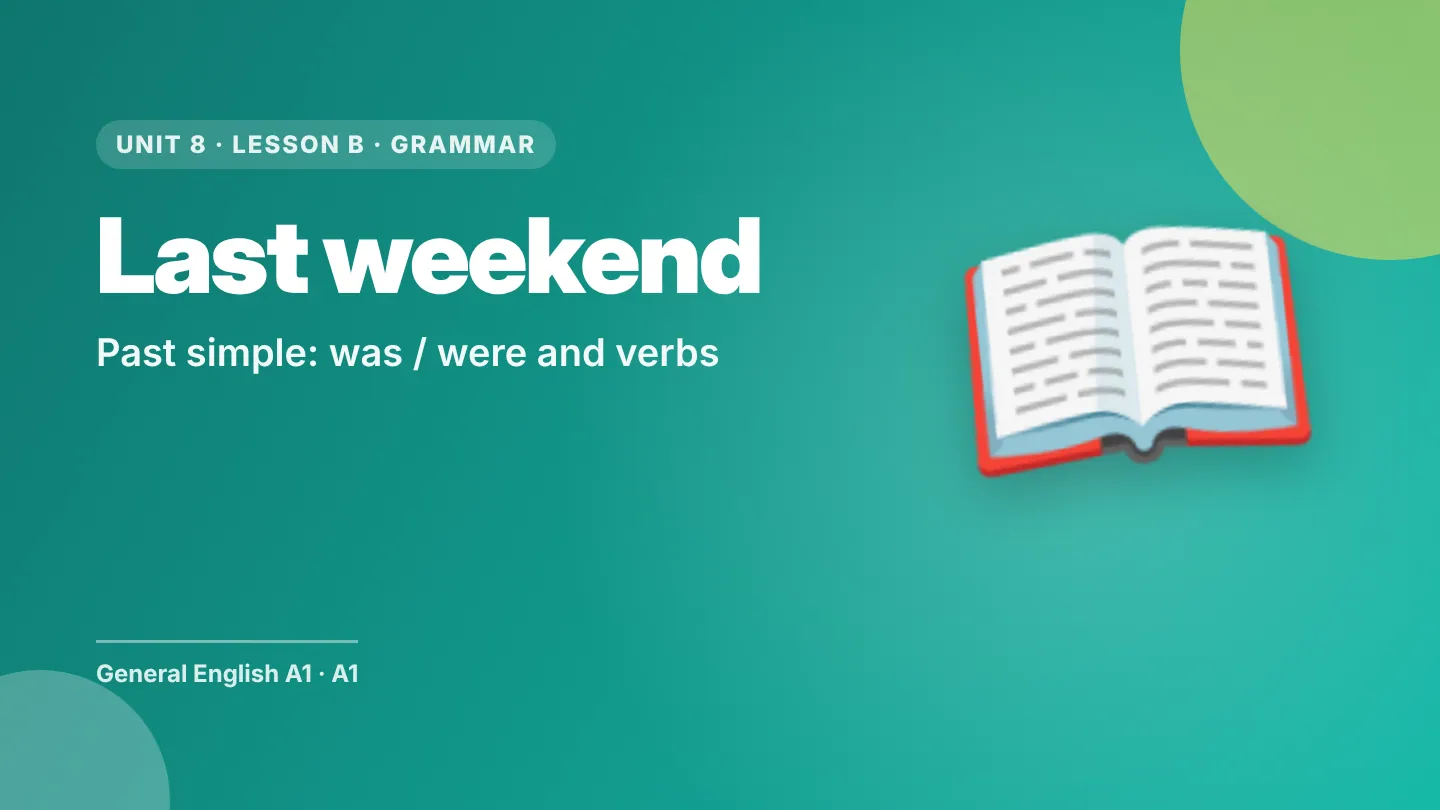 UNIT 8 · LESSON B · GRAMMAR
Last weekend
Past simple: was / were and verbs
General English A1 · A1